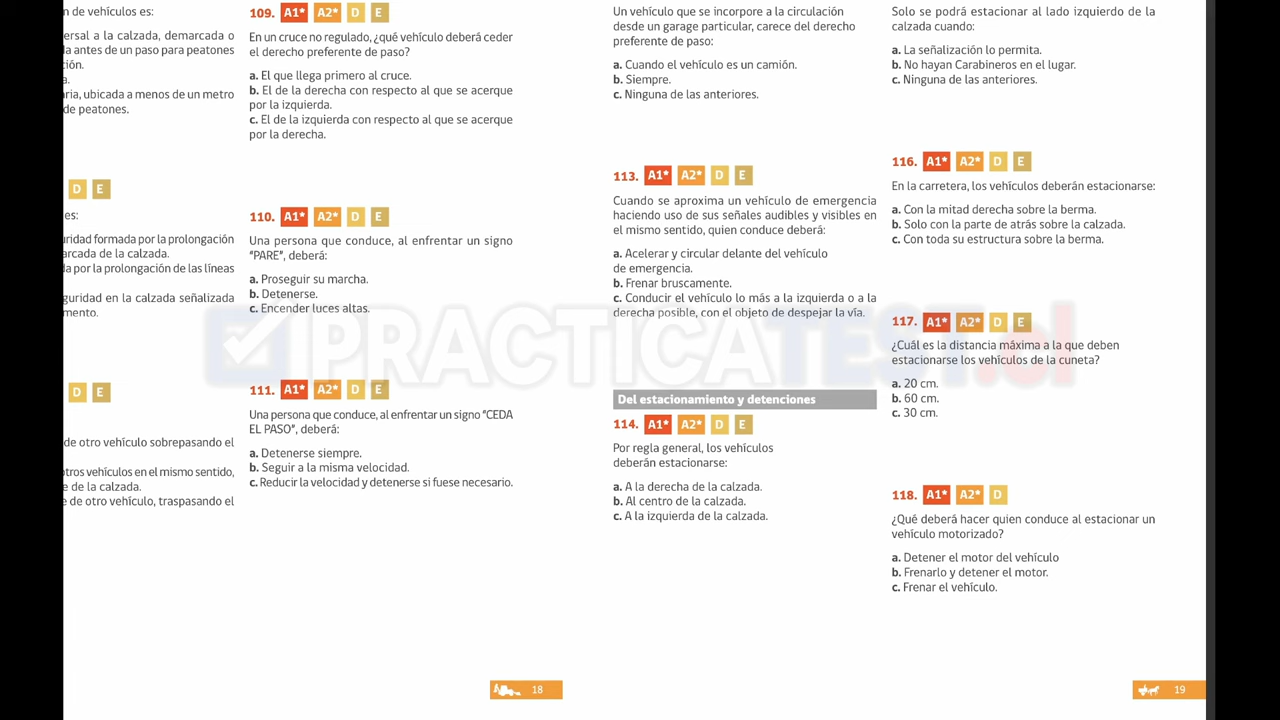 n de vehículos es:
ersal a la calzada, demarcada o
la antes de un paso para peatones
ción.
a.
aria, ubicada a menos de un metro
de peatones.
D E
es:
uridad formada por la prolongación
arcada de la calzada.
la por la prolongación de las líneas
guridad en la calzada señalizada
mento.
D E
de otro vehículo sobrepasando el
otros vehículos en el mismo sentido,
e de la calzada.
e de otro vehículo, traspasando el
109. A1* A2* D E
En un cruce no regulado, ¿qué vehículo deberá ceder
el derecho preferente de paso?
a. El que llega primero al cruce.
b. El de la derecha con respecto al que se acerque
por la izquierda.
c. El de la izquierda con respecto al que se acerque
por la derecha.
110. A1* A2* D E
Una persona que conduce, al enfrentar un signo
"PARE", deberá:
a. Proseguir su marcha.
b. Detenerse.
c. Encender luces altas.
111. A1* A2* D E
Una persona que conduce, al enfrentar un signo "CEDA
EL PASO", deberá:
a. Detenerse siempre.
b. Seguir a la misma velocidad.
c. Reducir la velocidad y detenerse si fuese necesario.
18
Un vehículo que se incorpore a la circulación
desde un garage particular, carece del derecho
preferente de paso:
a. Cuando el vehículo es un camión.
b. Siempre.
c. Ninguna de las anteriores.
113. A1* A2* D E
Cuando se aproxima un vehículo de emergencia
haciendo uso de sus señales audibles y visibles en
el mismo sentido, quien conduce deberá:
a. Acelerar y circular delante del vehículo
de emergencia.
b. Frenar bruscamente.
c. Conducir el vehículo lo más a la izquierda o a la
derecha posible, con el objeto de despejar la vía.
Del estacionamiento y detenciones
114. A1* A2* D E
Por regla general, los vehículos
deberán estacionarse:
a. A la derecha de la calzada.
b. Al centro de la calzada.
c. A la izquierda de la calzada.
Solo se podrá estacionar al lado izquierdo de la
calzada cuando:
a. La señalización lo permita.
b. No hayan Carabineros en el lugar.
c. Ninguna de las anteriores.
116. A1* A2* D E
En la carretera, los vehículos deberán estacionarse:
a. Con la mitad derecha sobre la berma.
b. Solo con la parte de atrás sobre la calzada.
c. Con toda su estructura sobre la berma.
117. A1* A2* D E
¿Cuál es la distancia máxima a la que deben
estacionarse los vehículos de la cuneta?
a. 20 cm.
b. 60 cm.
c. 30 cm.
118. A1* A2* D
¿Qué deberá hacer quien conduce al estacionar un
vehículo motorizado?
a. Detener el motor del vehículo
b. Frenarlo y detener el motor.
c. Frenar el vehículo.
19
PRACTICATEST.cl